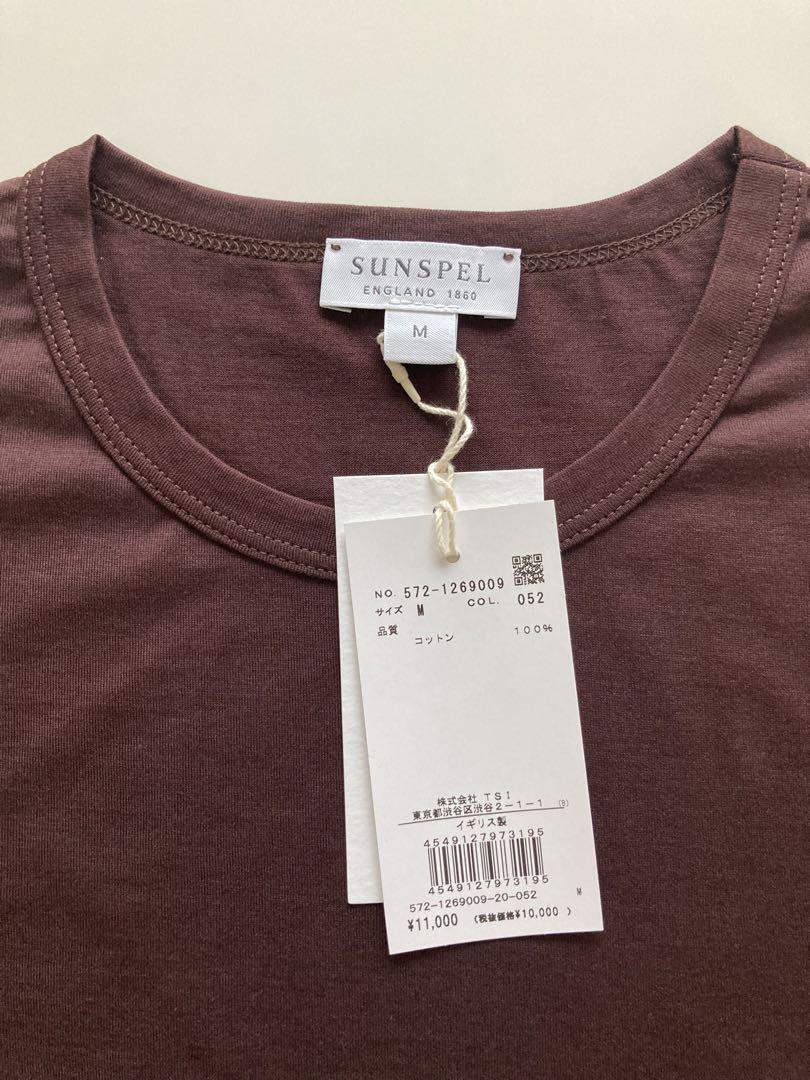 SUNSPEL
ENGLAND 1860
M
NO. 572-1269009
サイズ M COL. 052
品質 コットン 100%
株式会社 TSI
東京都渋谷区渋谷2-1-1 (B)
イギリス製
4549127973195
4549127973195
572-1269009-20-052 M
¥11,000 (税抜価格¥10,000 )